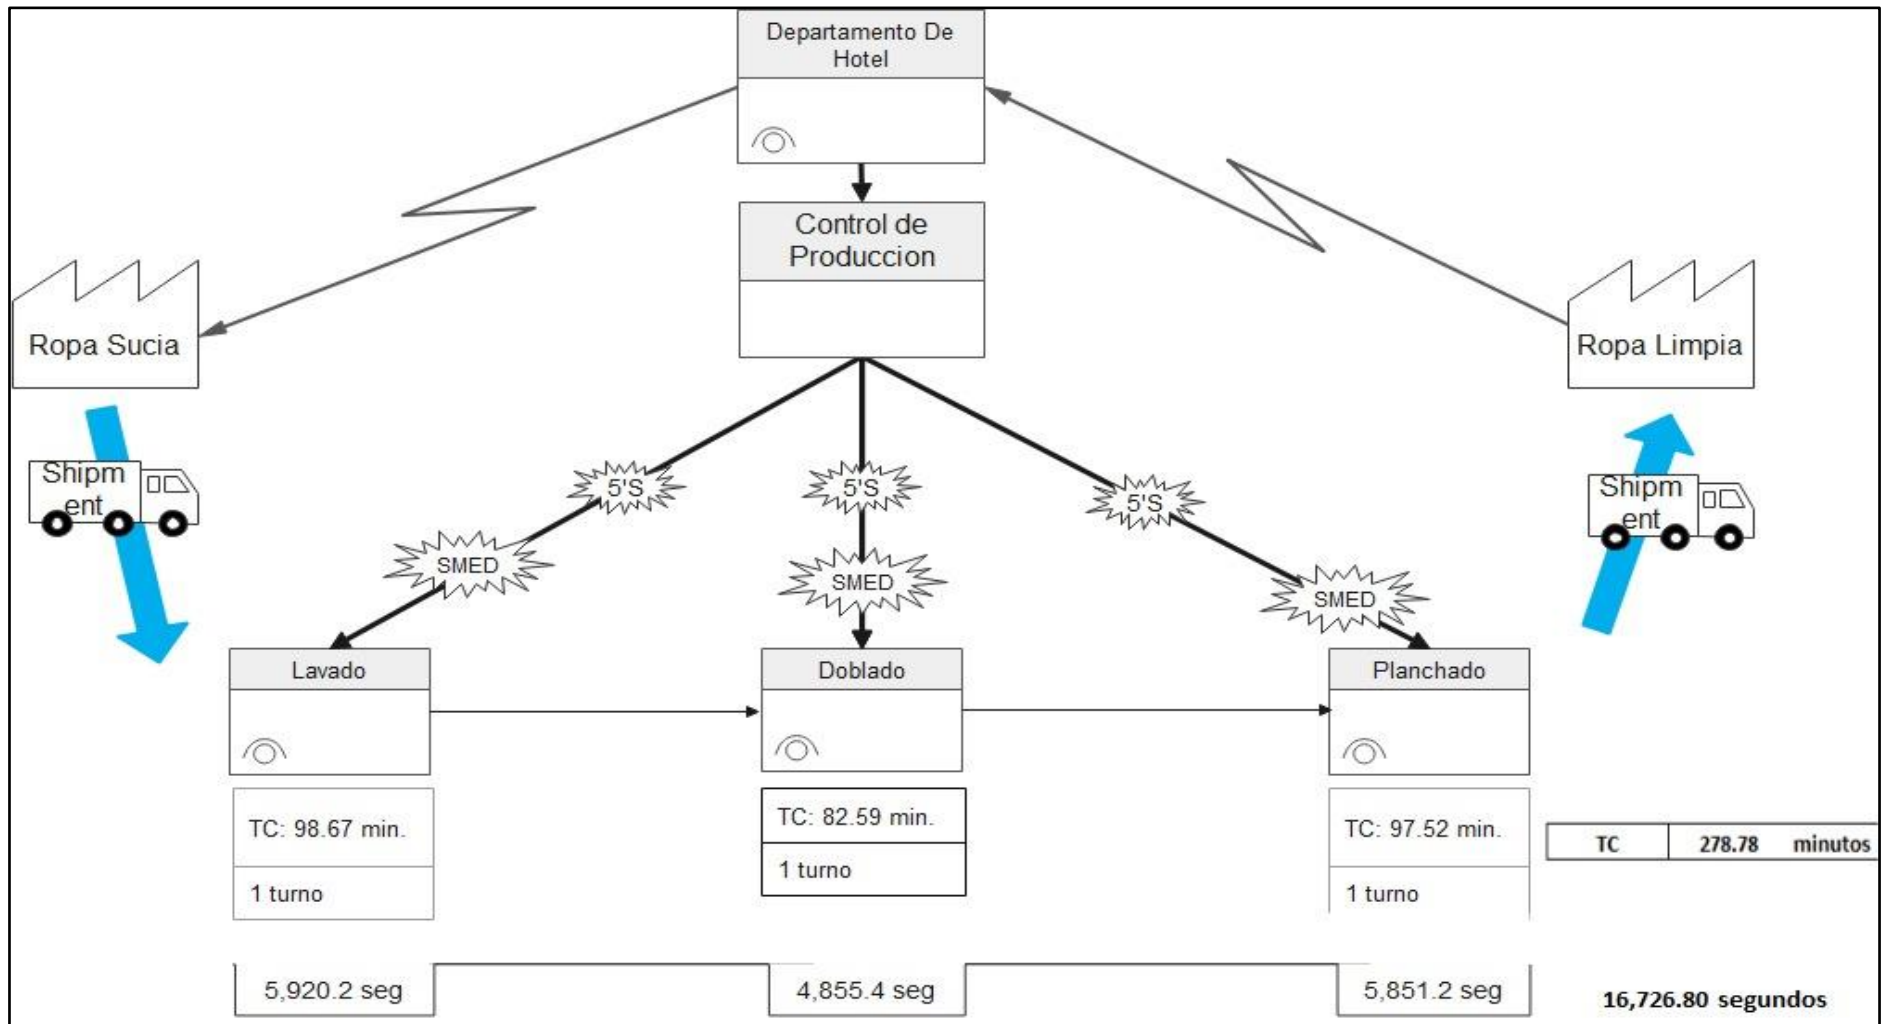 Departamento De
Hotel
Control de
Produccion
Ropa Sucia
Ropa Limpia
Shipm
ent
Shipm
ent
5'S
5'S
5'S
SMED
SMED
SMED
Lavado
Doblado
Planchado
TC: 98.67 min.
1 turno
TC: 82.59 min.
1 turno
TC: 97.52 min.
1 turno
TC 278.78 minutos
5,920.2 seg
4,855.4 seg
5,851.2 seg
16,726.80 segundos